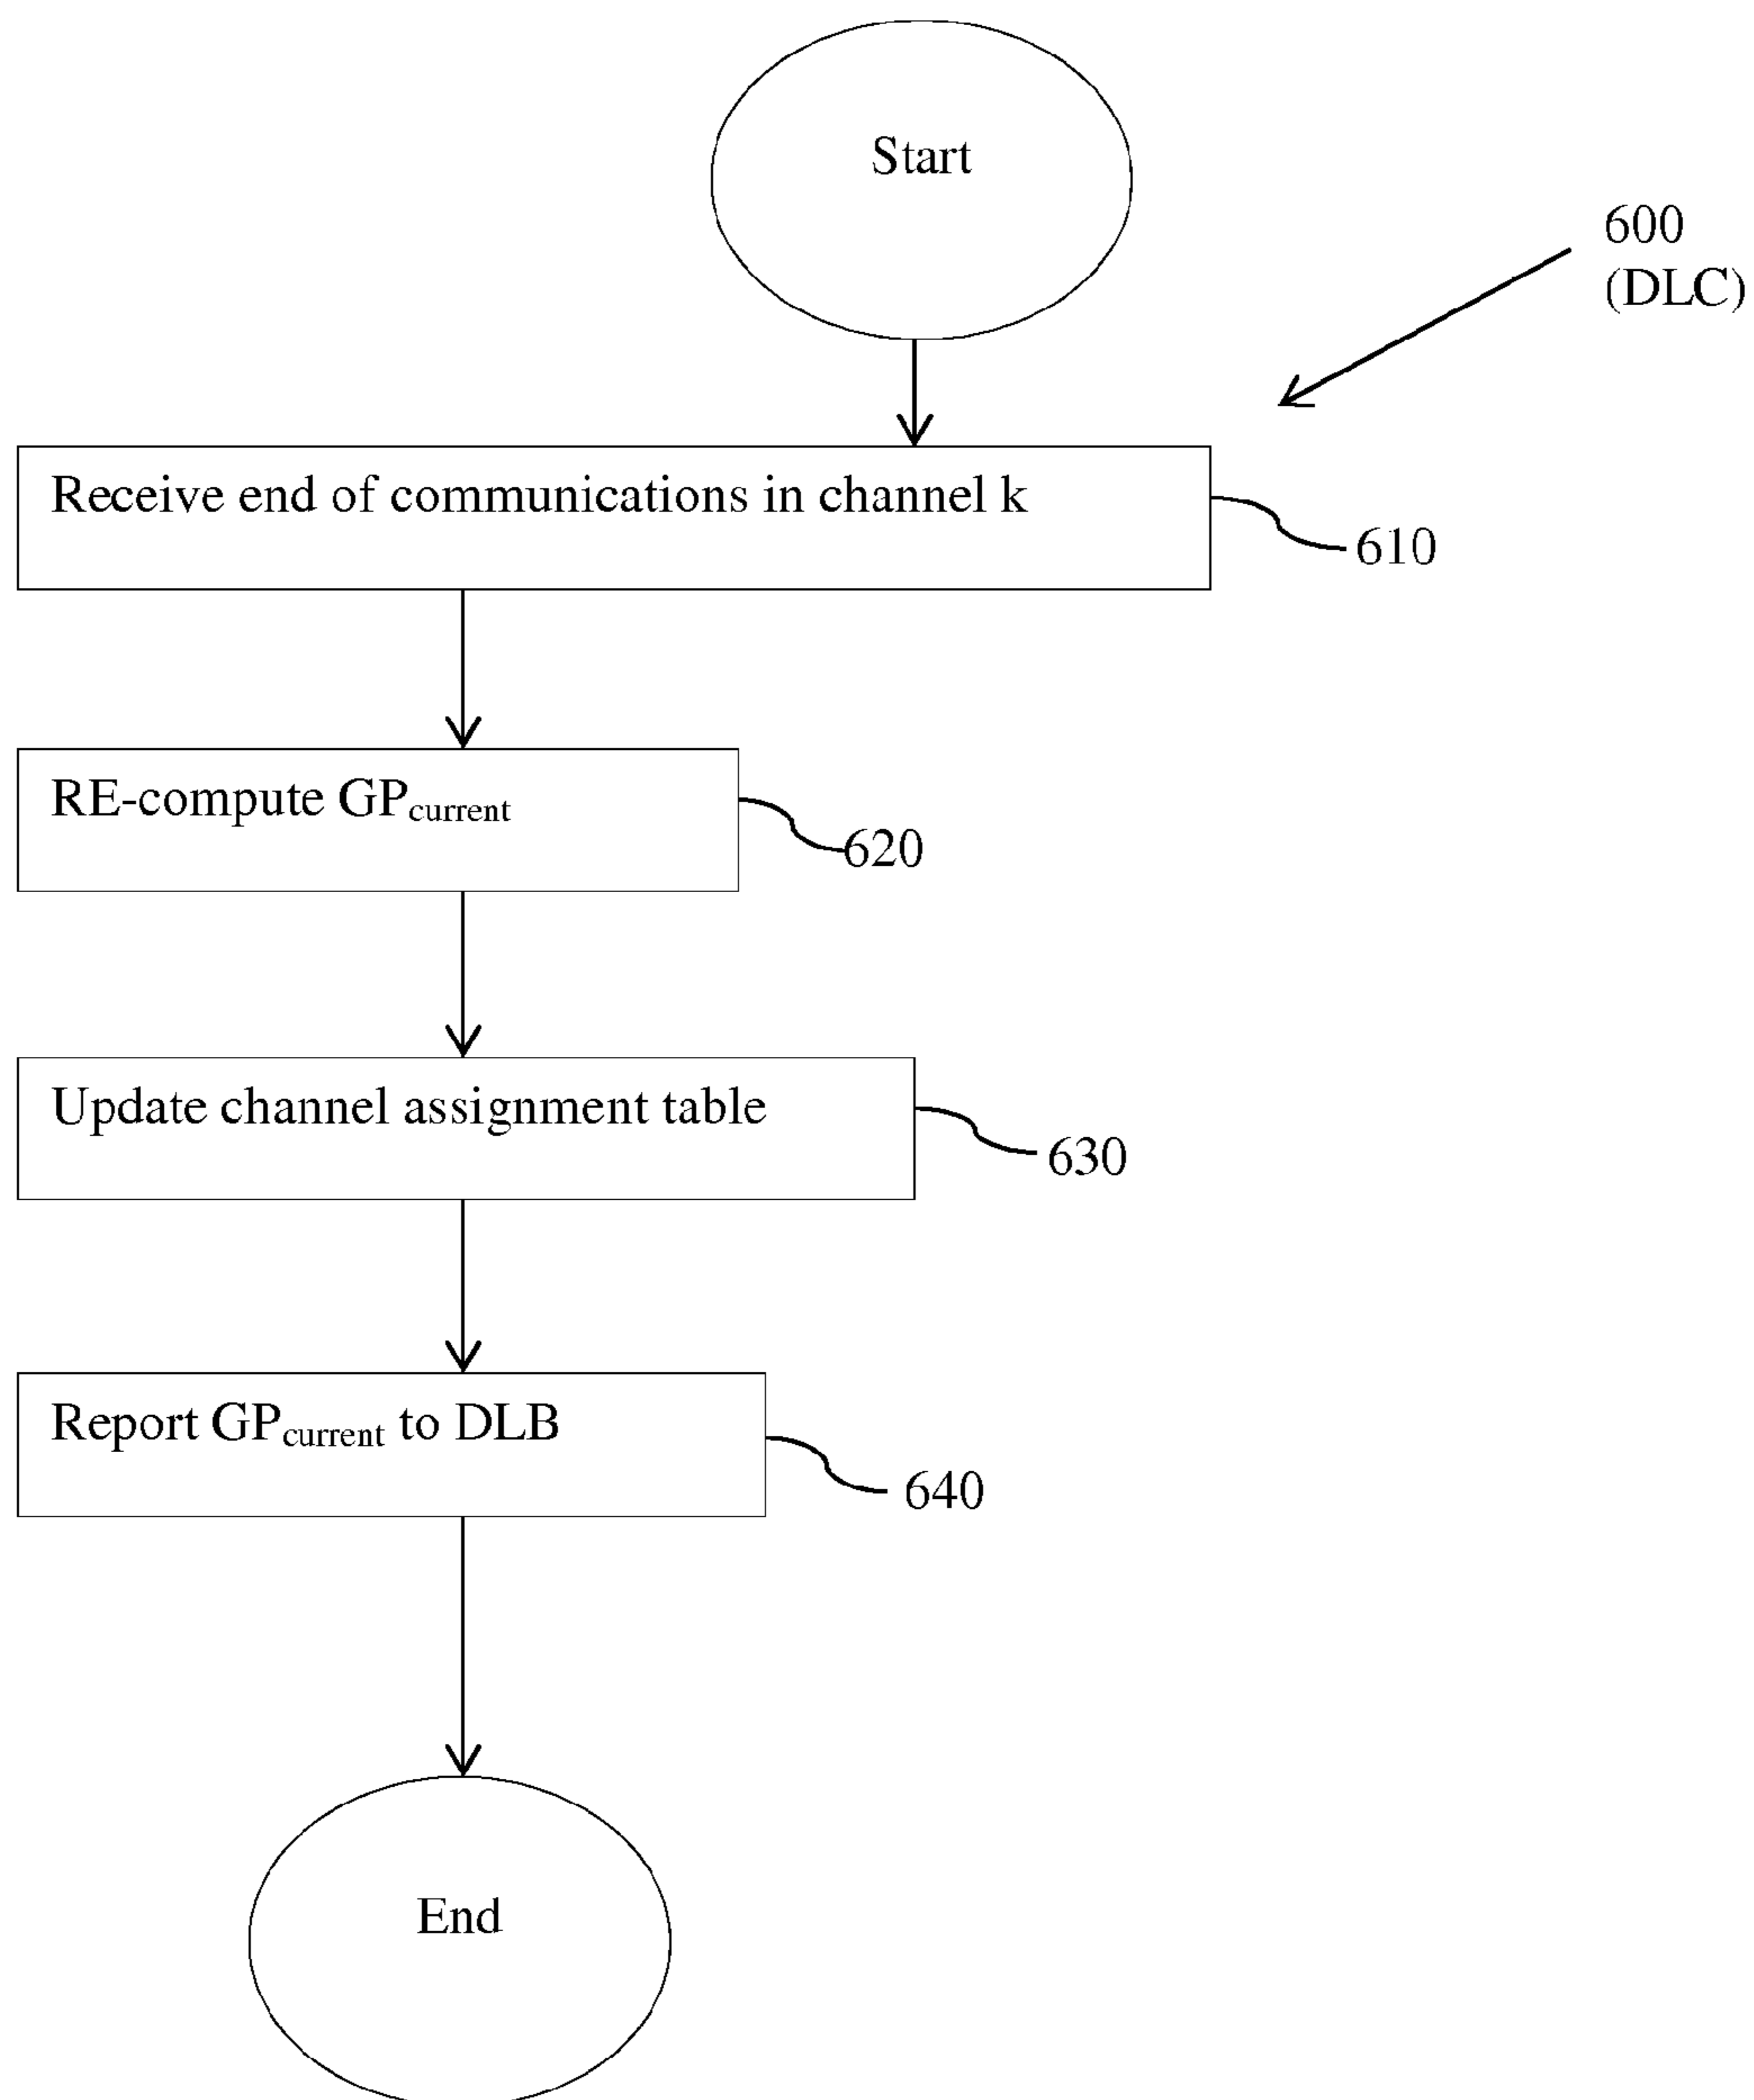 Start
600
(DLC)
Receive end of communications in channel k
610
RE-compute GPcurrent
620
Update channel assignment table
630
Report GPcurrent to DLB
640
End